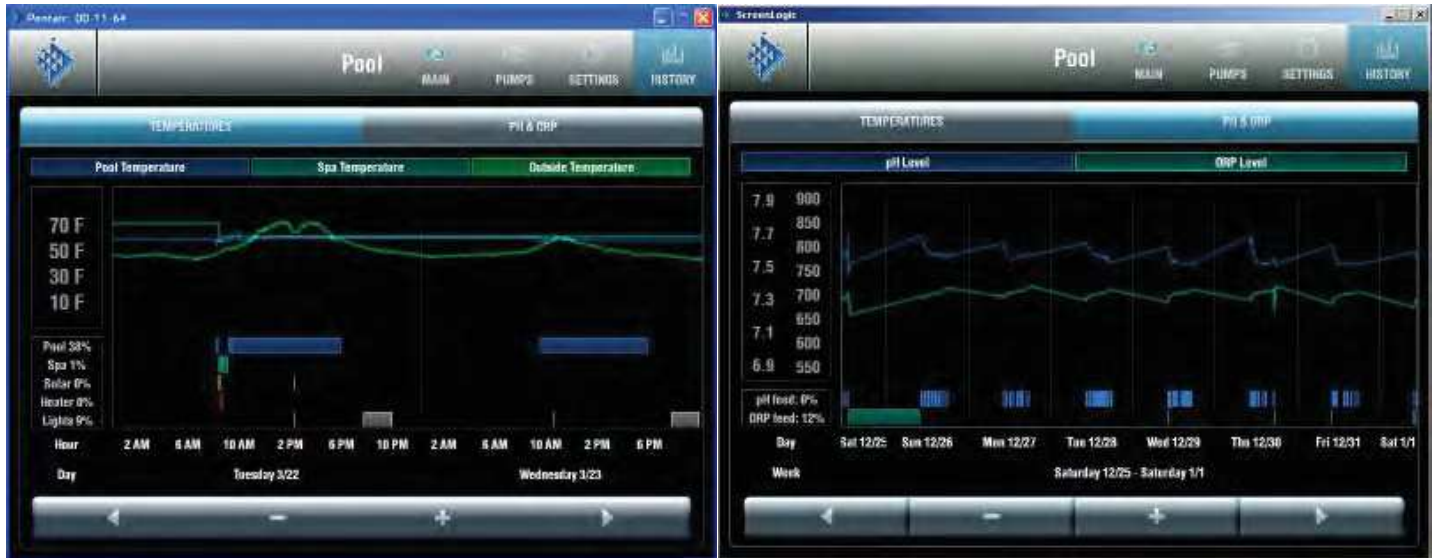 Pentair: 00-11-64
Pool
MAIN
PUMPS
SETTINGS
HISTORY
TEMPERATURES
PH & ORP
Pool Temperature
Spa Temperature
Outside Temperature
70 F
50 F
30 F
10 F
Pool 38%
Spa 1%
Solar 0%
Heater 0%
Lights 9%
Hour 2 AM 6 AM 10 AM 2 PM 6 PM 10 PM 2 AM 6 AM 10 AM 2 PM 6 PM
Day Tuesday 3/22 Wednesday 3/23
ScreenLogic
Pool
MAIN
PUMPS
SETTINGS
HISTORY
TEMPERATURES
PH & ORP
pH Level
ORP Level
7.9 900
850
7.7 800
7.5 750
7.3 700
650
7.1 600
6.9 550
pH feed: 0%
ORP feed: 12%
Day Sat 12/25 Sun 12/26 Mon 12/27 Tue 12/28 Wed 12/29 Thu 12/30 Fri 12/31 Sat 1/1
Week Saturday 12/25 - Saturday 1/1